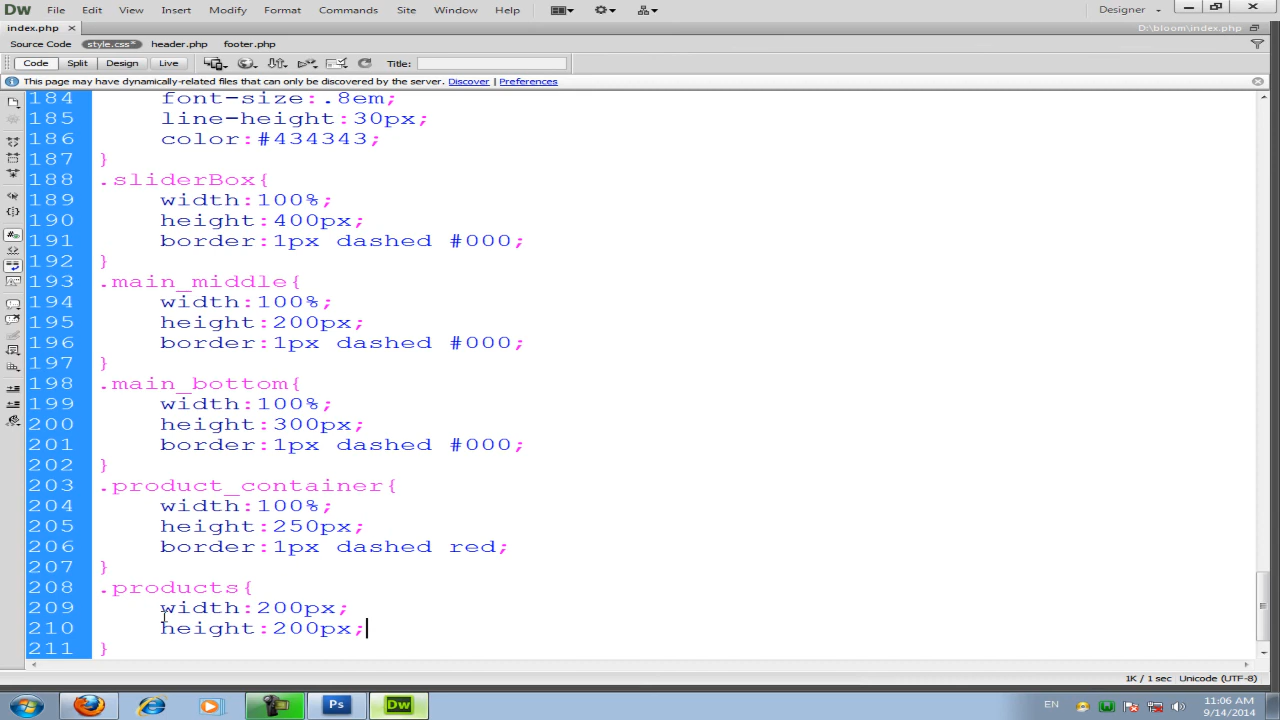 Dw File Edit View Insert Modify Format Commands Site Window Help Designer
index.php D:\bloom\index.php
Source Code style.css* header.php footer.php
Code Split Design Live Title:
This page may have dynamically-related files that can only be discovered by the server. Discover Preferences
184 font-size:.8em;
185 line-height:30px;
186 color:#434343;
187 }
188 .sliderBox{
189 width:100%;
190 height:400px;
191 border:1px dashed #000;
192 }
193 .main_middle{
194 width:100%;
195 height:200px;
196 border:1px dashed #000;
197 }
198 .main_bottom{
199 width:100%;
200 height:300px;
201 border:1px dashed #000;
202 }
203 .product_container{
204 width:100%;
205 height:250px;
206 border:1px dashed red;
207 }
208 .products{
209 width:200px;
210 height:200px;
211 }
1K / 1 sec Unicode (UTF-8)
Ps Dw EN 11:06 AM
9/14/2014